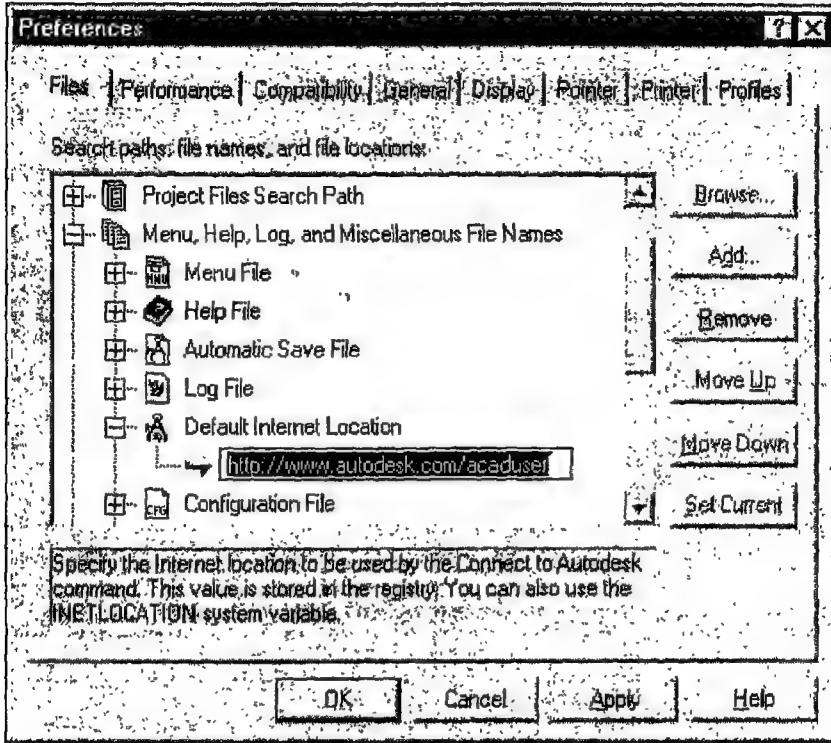 Preferences
Files Performance Compatibility General Display Pointer Printer Profiles
Search paths, file names, and file locations:
Project Files Search Path
Menu, Help, Log, and Miscellaneous File Names
MNU Menu File
Help File
Automatic Save File
Log File
Default Internet Location
http://www.autodesk.com/acaduser
CFG Configuration File
Browse...
Add...
Remove
Move Up
Move Down
Set Current
Specify the Internet location to be used by the Connect to Autodesk
command. This value is stored in the registry. You can also use the
INETLOCATION system variable.
OK Cancel Apply Help